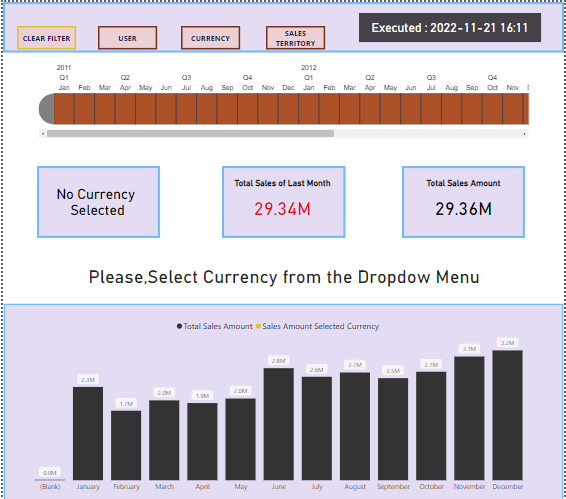 CLEAR FILTER
USER
CURRENCY
SALES
TERRITORY
Executed : 2022-11-21 16:11
2011 2012
Q1 Q2 Q3 Q4 Q1 Q2 Q3 Q4
Jan Feb Mar Apr May Jun Jul Aug Sep Oct Nov Dec Jan Feb Mar Apr May Jun Jul Aug Sep Oct Nov
No Currency
Selected
Total Sales of Last Month
29.34M
Total Sales Amount
29.36M
Please,Select Currency from the Dropdow Menu
Total Sales Amount Sales Amount Selected Currency
0.0M 2.3M 1.7M 2.0M 1.9M 2.0M 2.8M 2.6M 2.7M 2.5M 2.7M 3.1M 3.2M
(Blank) January February March April May June July August September October November December